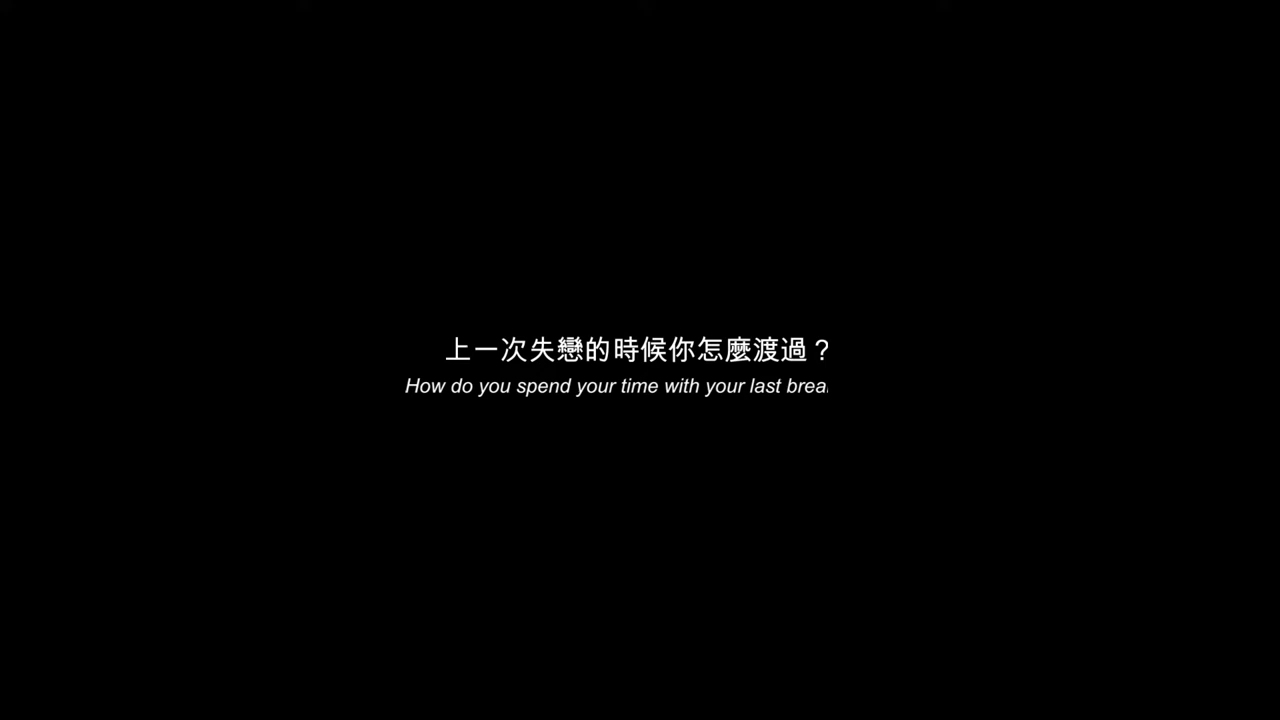 上一次失戀的時候你怎麼渡過？
How do you spend your time with your last brea